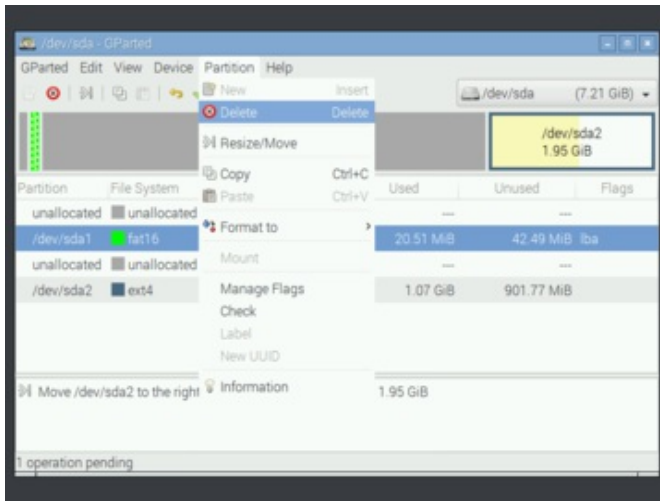 /dev/sda - GParted
GParted Edit View Device Partition Help
New Insert
/dev/sda (7.21 GiB)
Delete Delete
/dev/sda2
1.95 GiB
Resize/Move
Copy Ctrl+C
Paste Ctrl+V
Partition File System Used Unused Flags
unallocated unallocated --- ---
Format to
/dev/sda1 fat16 20.51 MiB 42.49 MiB lba
Mount
unallocated unallocated --- ---
/dev/sda2 ext4 1.07 GiB 901.77 MiB
Manage Flags
Check
Label
New UUID
Information
Move /dev/sda2 to the right 1.95 GiB
1 operation pending